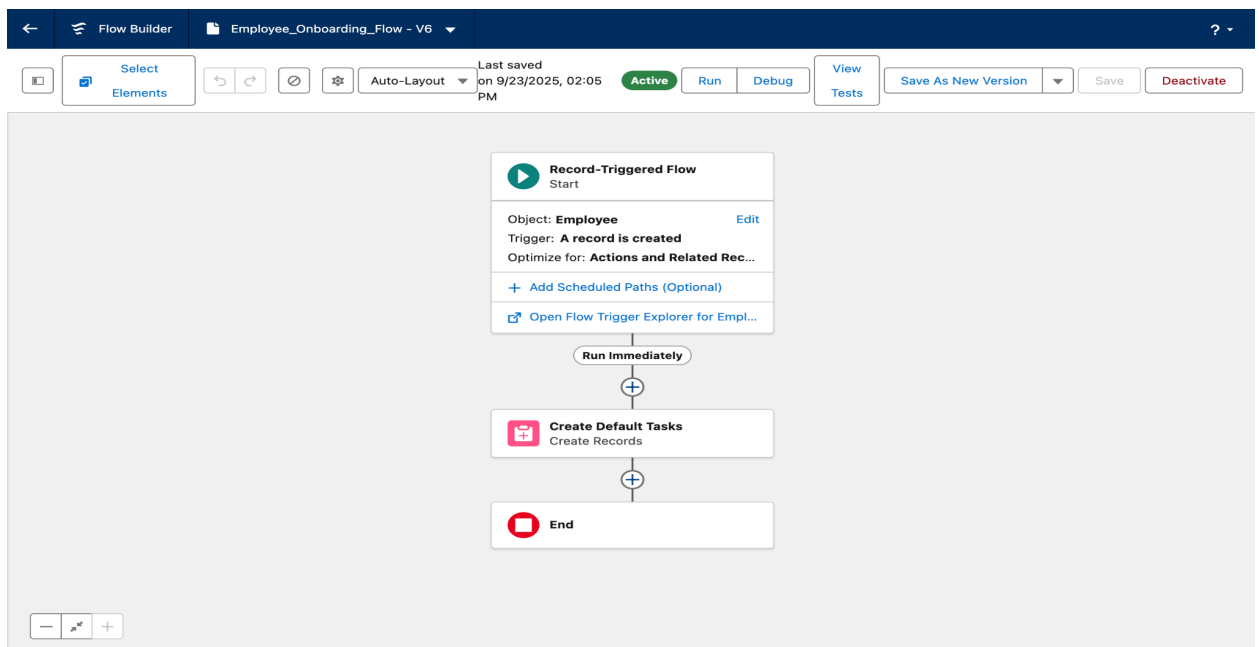 Flow Builder
Employee_Onboarding_Flow - V6
?
Select
Elements
Auto-Layout
Last saved
on 9/23/2025, 02:05
PM
Active
Run
Debug
View
Tests
Save As New Version
Save
Deactivate
Record-Triggered Flow
Start
Object: Employee
Edit
Trigger: A record is created
Optimize for: Actions and Related Rec...
+ Add Scheduled Paths (Optional)
Open Flow Trigger Explorer for Empl...
Run Immediately
Create Default Tasks
Create Records
End